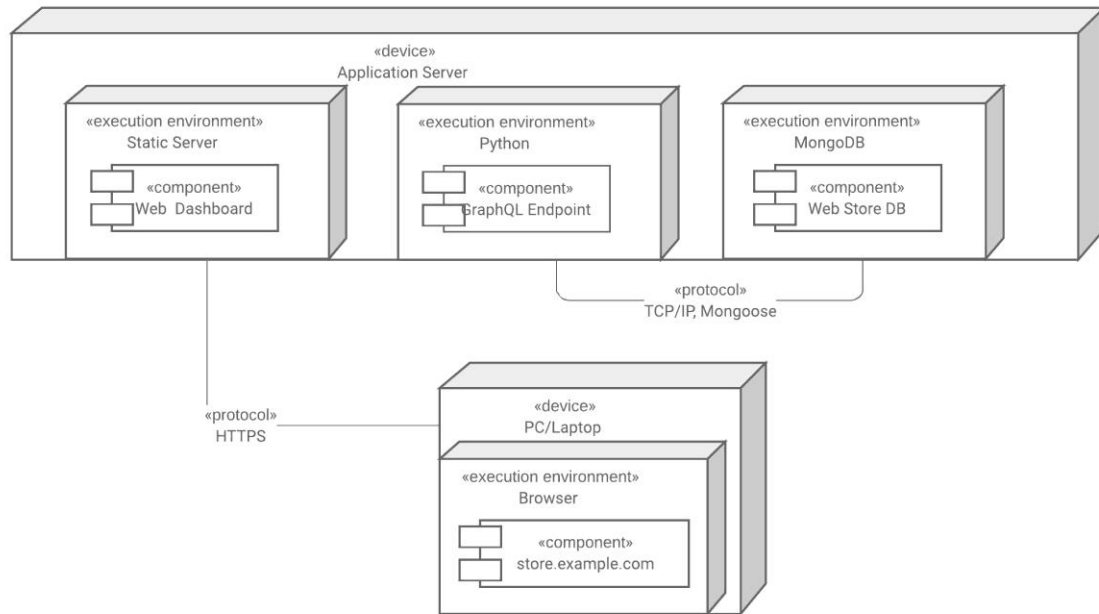 «device»
Application Server
«execution environment»
Static Server
«component»
Web Dashboard
«execution environment»
Python
«component»
GraphQL Endpoint
«execution environment»
MongoDB
«component»
Web Store DB
«protocol»
TCP/IP, Mongoose
«protocol»
HTTPS
«device»
PC/Laptop
«execution environment»
Browser
«component»
store.example.com